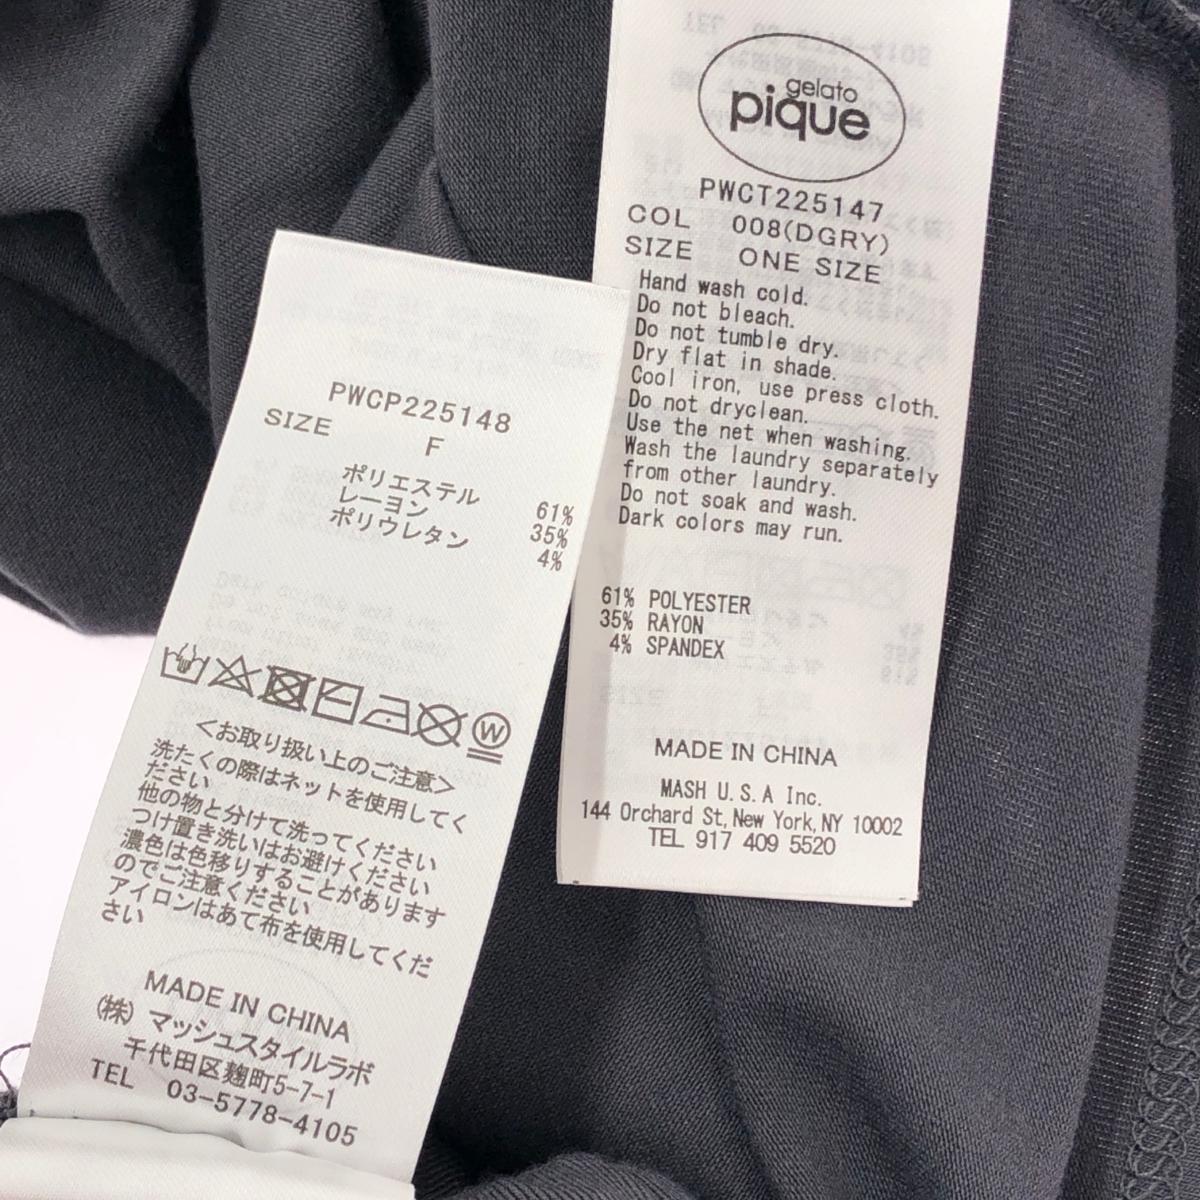 PWCP225148
SIZE F
ポリエステル 61%
レーヨン 35%
ポリウレタン 4%
W
<お取り扱い上のご注意>
洗たくの際はネットを使用してく
ださい
他の物と分けて洗ってください
つけ置き洗いはお避けください
濃色は色移りすることがあります
のでご注意ください
アイロンはあて布を使用してくだ
さい
MADE IN CHINA
(株) マッシュスタイルラボ
千代田区麹町5-7-1
TEL 03-5778-4105
gelato
pique
PWCT225147
COL 008(DGRY)
SIZE ONE SIZE
Hand wash cold.
Do not bleach.
Do not tumble dry.
Dry flat in shade.
Cool iron, use press cloth.
Do not dryclean.
Use the net when washing.
Wash the laundry separately
from other laundry.
Do not soak and wash.
Dark colors may run.
61% POLYESTER
35% RAYON
4% SPANDEX
MADE IN CHINA
MASH U.S.A Inc.
144 Orchard St, New York, NY 10002
TEL 917 409 5520